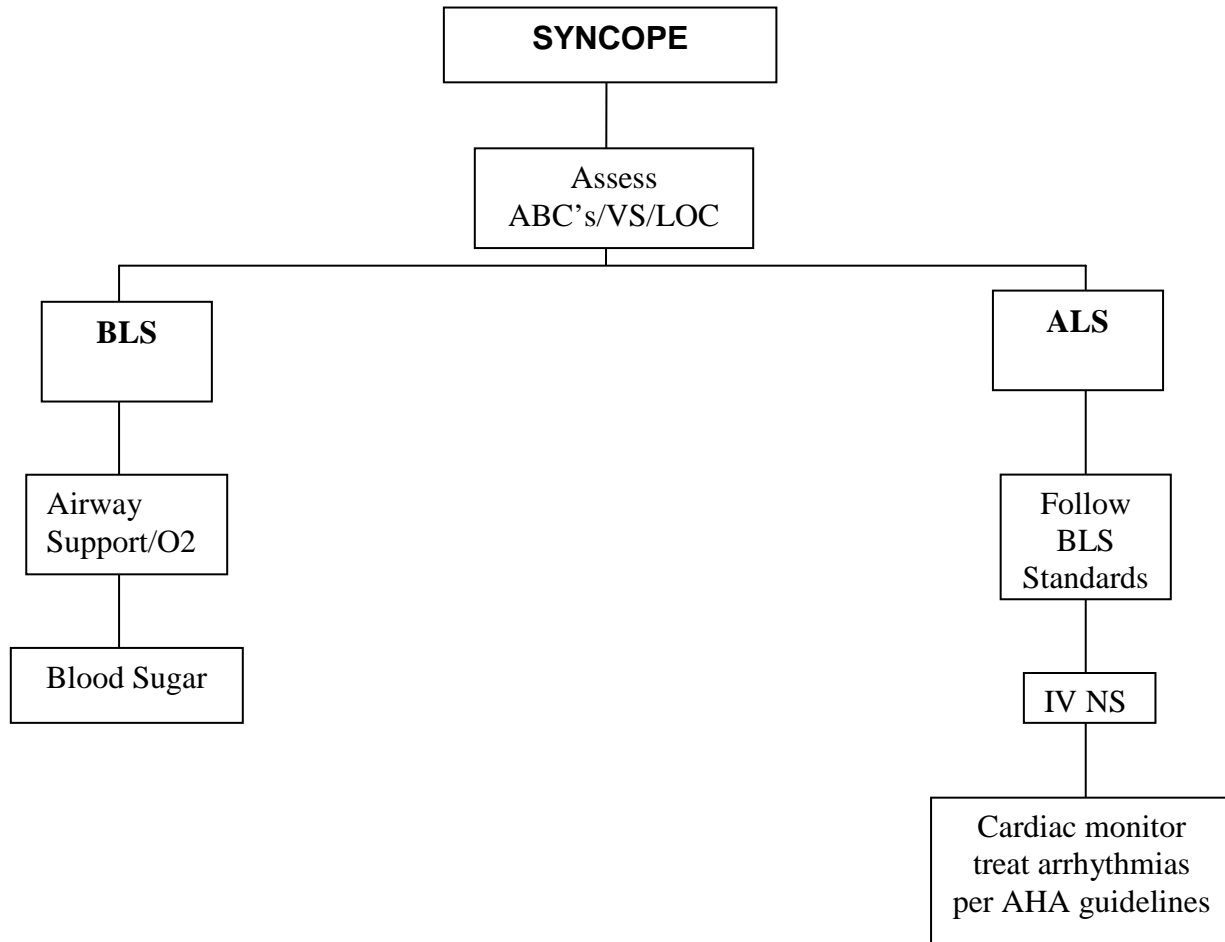 SYNCOPE
Assess
ABC’s/VS/LOC
BLS
Airway
Support/O2
Blood Sugar
ALS
Follow
BLS
Standards
IV NS
Cardiac monitor
treat arrhythmias
per AHA guidelines